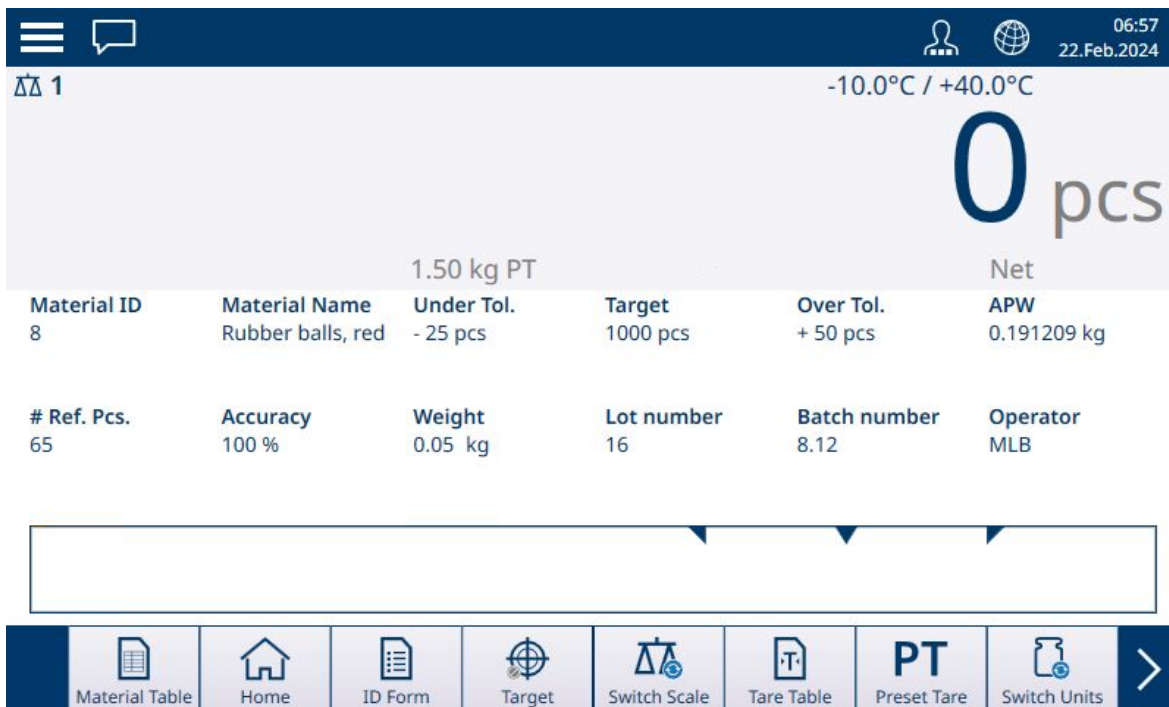 06:57
22.Feb.2024
1
-10.0°C / +40.0°C
0 pcs
1.50 kg PT Net
Material ID Material Name Under Tol. Target Over Tol. APW
8 Rubber balls, red - 25 pcs 1000 pcs + 50 pcs 0.191209 kg
# Ref. Pcs. Accuracy Weight Lot number Batch number Operator
65 100 % 0.05 kg 16 8.12 MLB
T
PT
Material Table Home ID Form Target Switch Scale Tare Table Preset Tare Switch Units